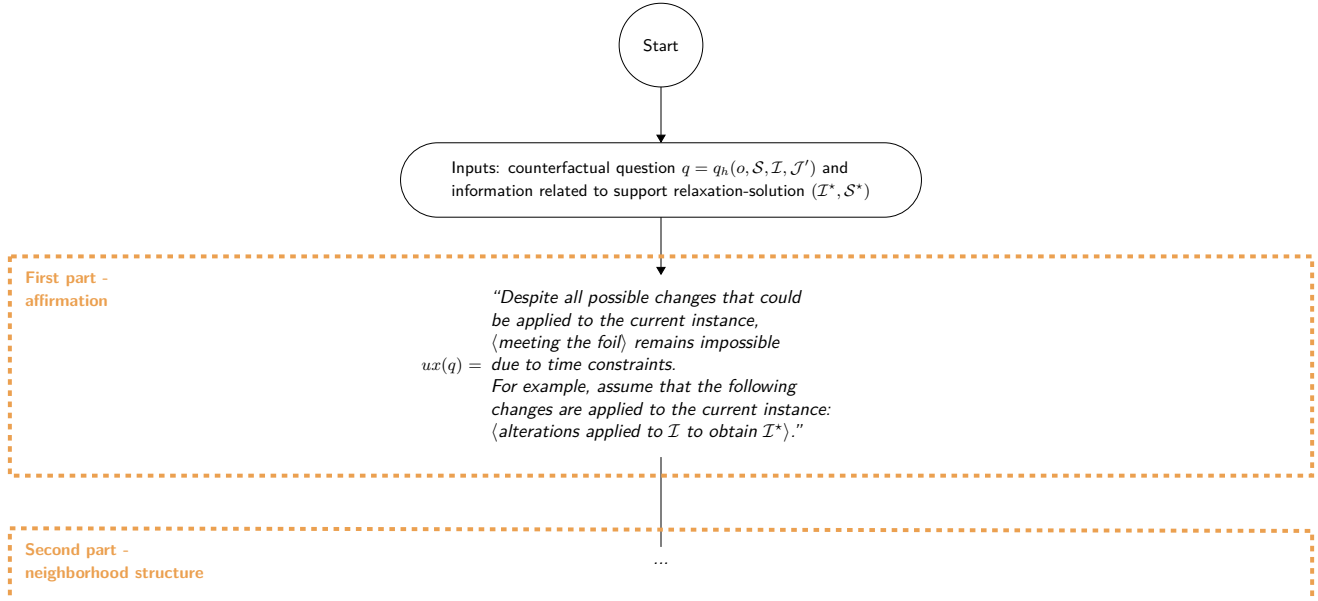 Start
Inputs: counterfactual question q = q_h(o, 𝒮, ℐ, 𝒥′) and
information related to support relaxation-solution (ℐ⋆, 𝒮⋆)
First part -
affirmation
“Despite all possible changes that could
be applied to the current instance,
⟨meeting the foil⟩ remains impossible
ux(q) = due to time constraints.
For example, assume that the following
changes are applied to the current instance:
⟨alterations applied to ℐ to obtain ℐ⋆⟩.”
Second part -
neighborhood structure
...